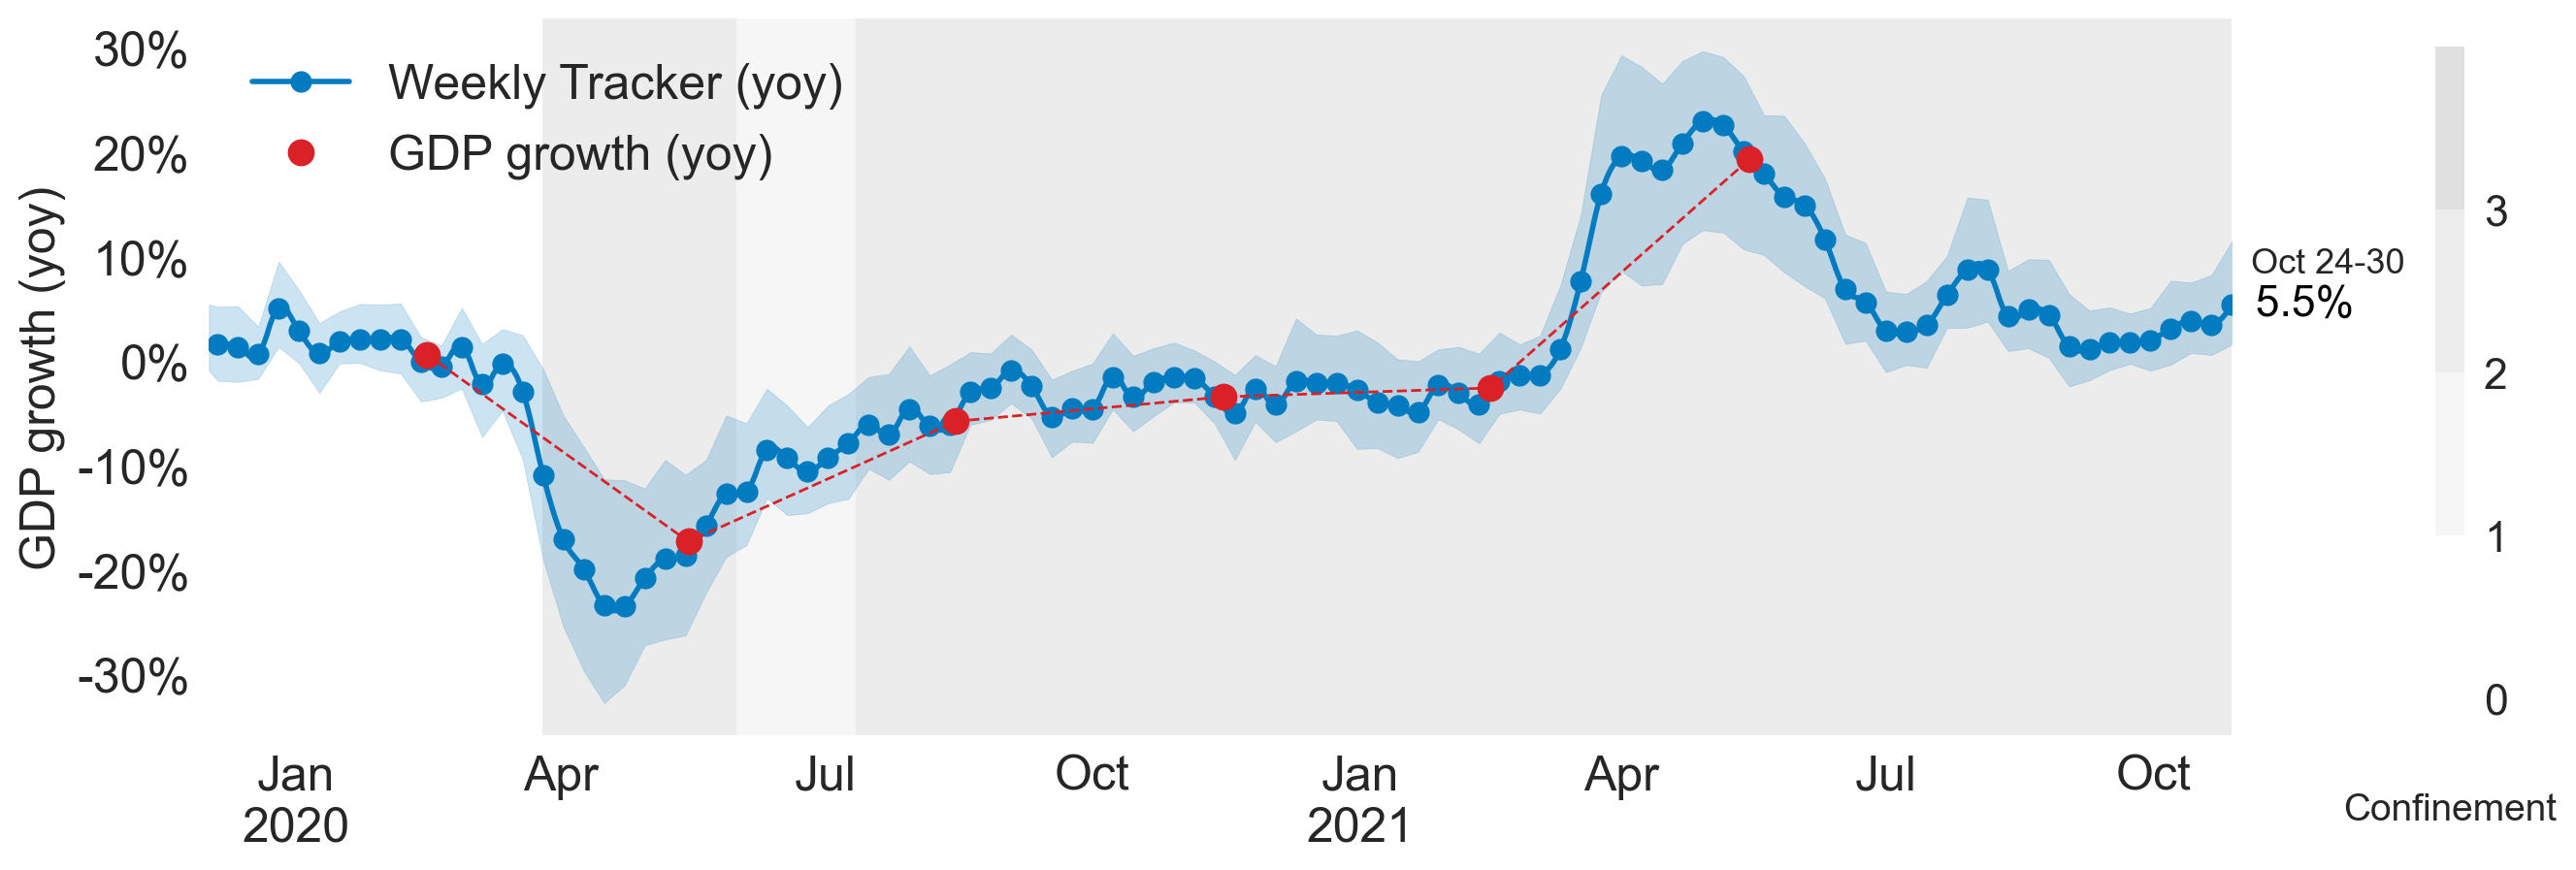 GDP growth (yoy)
30%
20%
10%
0%
-10%
-20%
-30%
Weekly Tracker (yoy)
GDP growth (yoy)
Oct 24-30
5.5%
3
2
1
0
Confinement
Jan
2020
Apr
Jul
Oct
Jan
2021
Apr
Jul
Oct